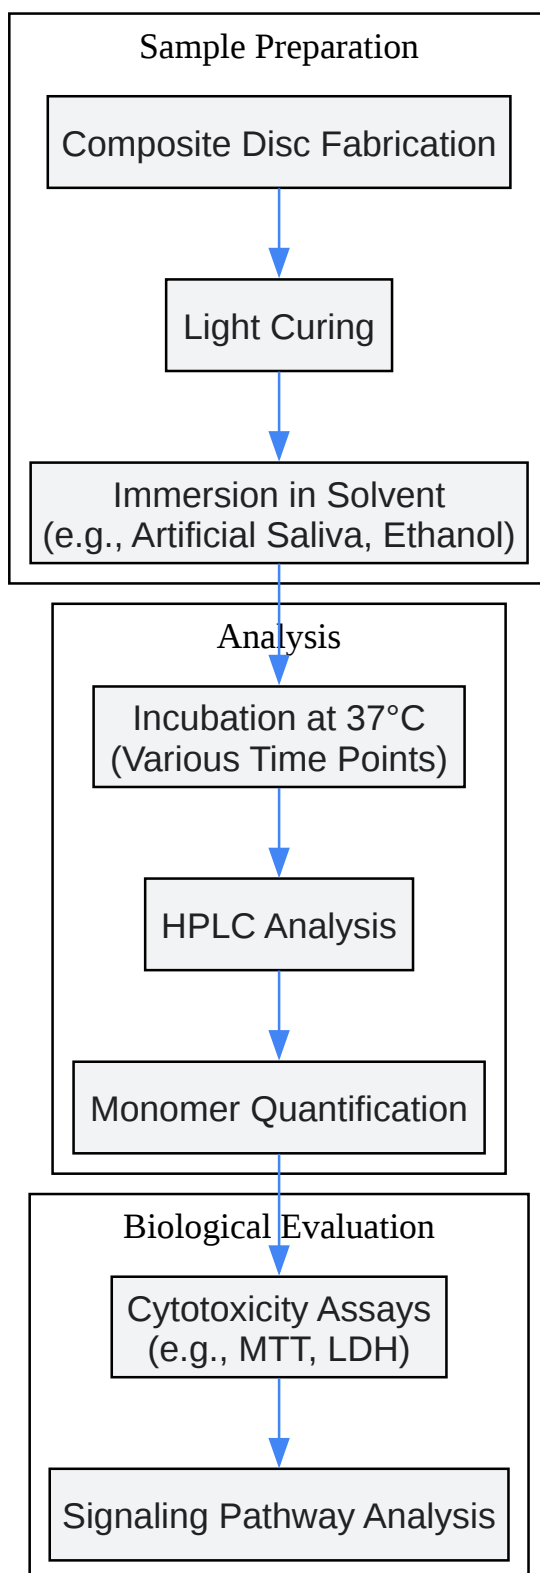 Sample Preparation
Composite Disc Fabrication
Light Curing
Immersion in Solvent
(e.g., Artificial Saliva, Ethanol)
Analysis
Incubation at 37°C
(Various Time Points)
HPLC Analysis
Monomer Quantification
Biological Evaluation
Cytotoxicity Assays
(e.g., MTT, LDH)
Signaling Pathway Analysis